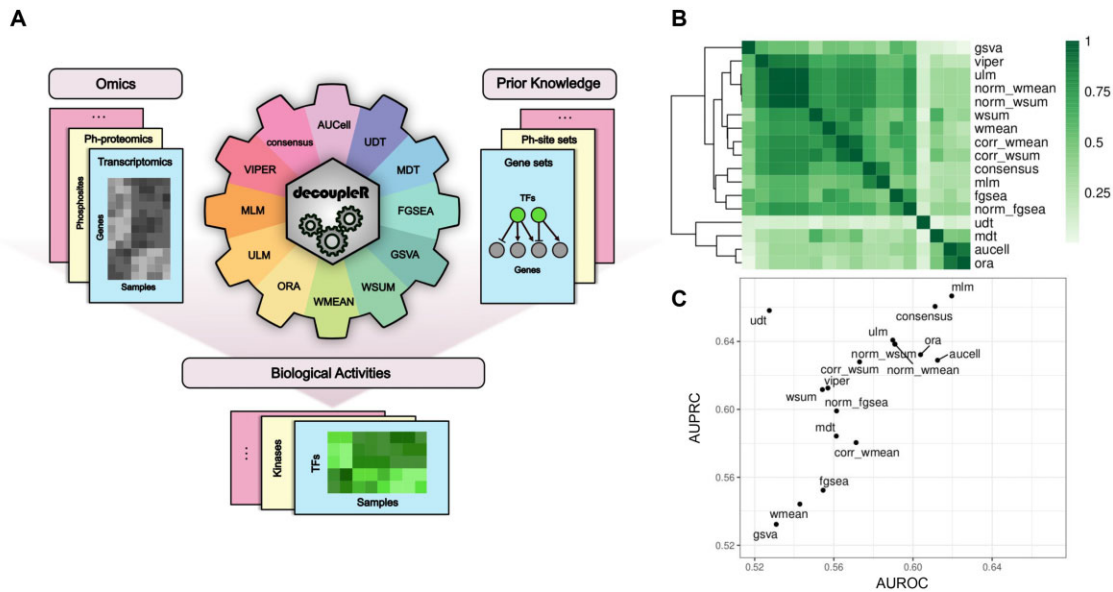 A
Omics
...
Ph-proteomics
Transcriptomics
Phosphosites
Genes
Samples
AUCell
UDT
MDT
FGSEA
GSVA
WSUM
WMEAN
ORA
ULM
MLM
VIPER
consensus
decoupleR
Prior Knowledge
...
Ph-site sets
Gene sets
TFs
Genes
Biological Activities
...
Kinases
TFs
Samples
B
gsva
viper
ulm
norm_wmean
norm_wsum
wsum
wmean
corr_wmean
corr_wsum
consensus
mlm
fgsea
norm_fgsea
udt
mdt
aucell
ora
1
0.75
0.5
0.25
C
mlm
consensus
udt
ulm
ora
norm_wsum
aucell
norm_wmean
corr_wsum
viper
wsum
norm_fgsea
mdt
corr_wmean
fgsea
wmean
gsva
0.64
0.60
0.56
0.52
AUPRC
0.52
0.56
0.60
0.64
AUROC